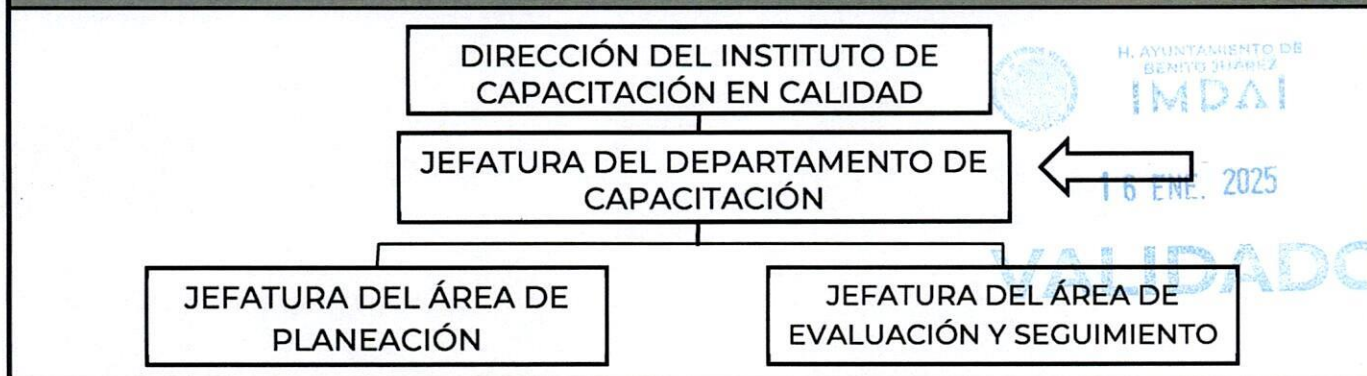 DIRECCIÓN DEL INSTITUTO DE
CAPACITACIÓN EN CALIDAD
H. AYUNTAMIENTO DE
BENITO JUÁREZ
IMDAI
JEFATURA DEL DEPARTAMENTO DE
CAPACITACIÓN
16 ENE. 2025
VALIDADO
JEFATURA DEL ÁREA DE
PLANEACIÓN
JEFATURA DEL ÁREA DE
EVALUACIÓN Y SEGUIMIENTO